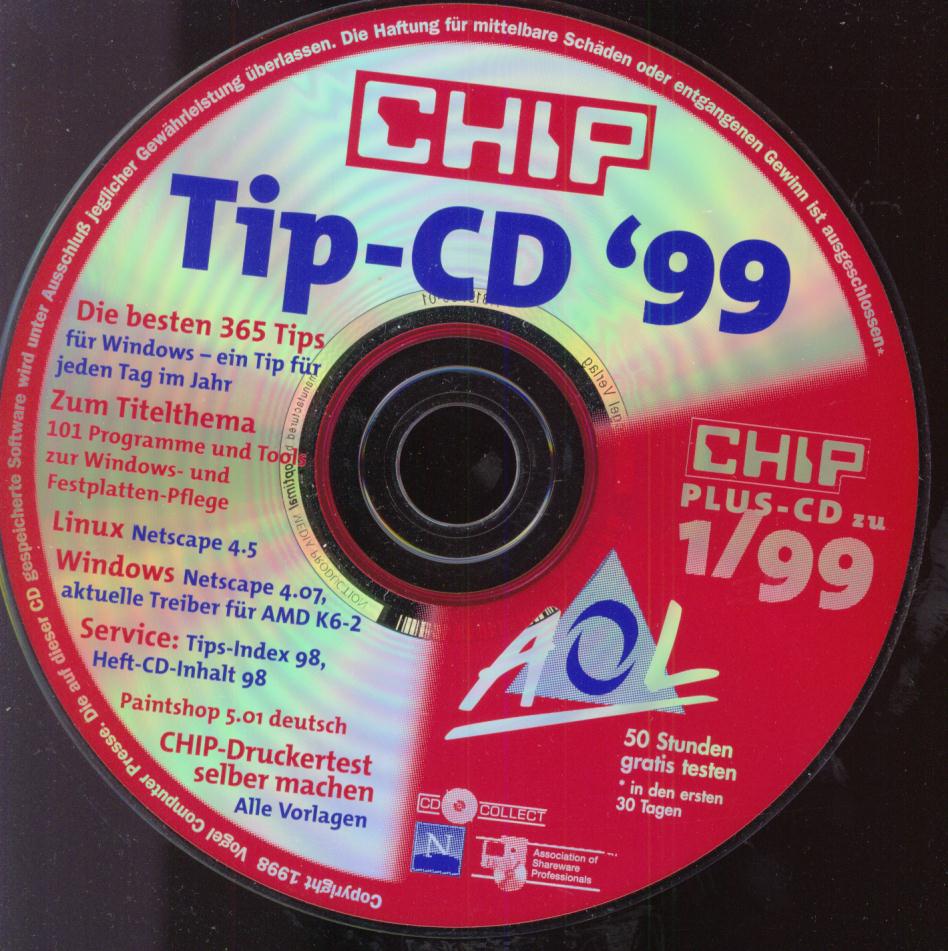 Die auf dieser CD gespeicherte Software wird unter Ausschluß jeglicher Gewährleistung überlassen. Die Haftung für mittelbare Schäden oder entgangenen Gewinn ist ausgeschlossen*
CHIP
Tip-CD ‘99
Die besten 365 Tips
für Windows – ein Tip für
jeden Tag im Jahr
Zum Titelthema
101 Programme und Tools
zur Windows- und
Festplatten-Pflege
Linux Netscape 4.5
Windows Netscape 4.07,
aktuelle Treiber für AMD K6-2
Service: Tips-Index 98,
Heft-CD-Inhalt 98
Paintshop 5.01 deutsch
CHIP-Druckertest
selber machen
Alle Vorlagen
CHIP
PLUS-CD zu
1/99
AOL
50 Stunden
gratis testen
* in den ersten
30 Tagen
CD COLLECT
N
Association of
Shareware
Professionals
Copyright 1998 Vogel Computer Presse.
optimal MEDIA PRODUCTION
Verlag